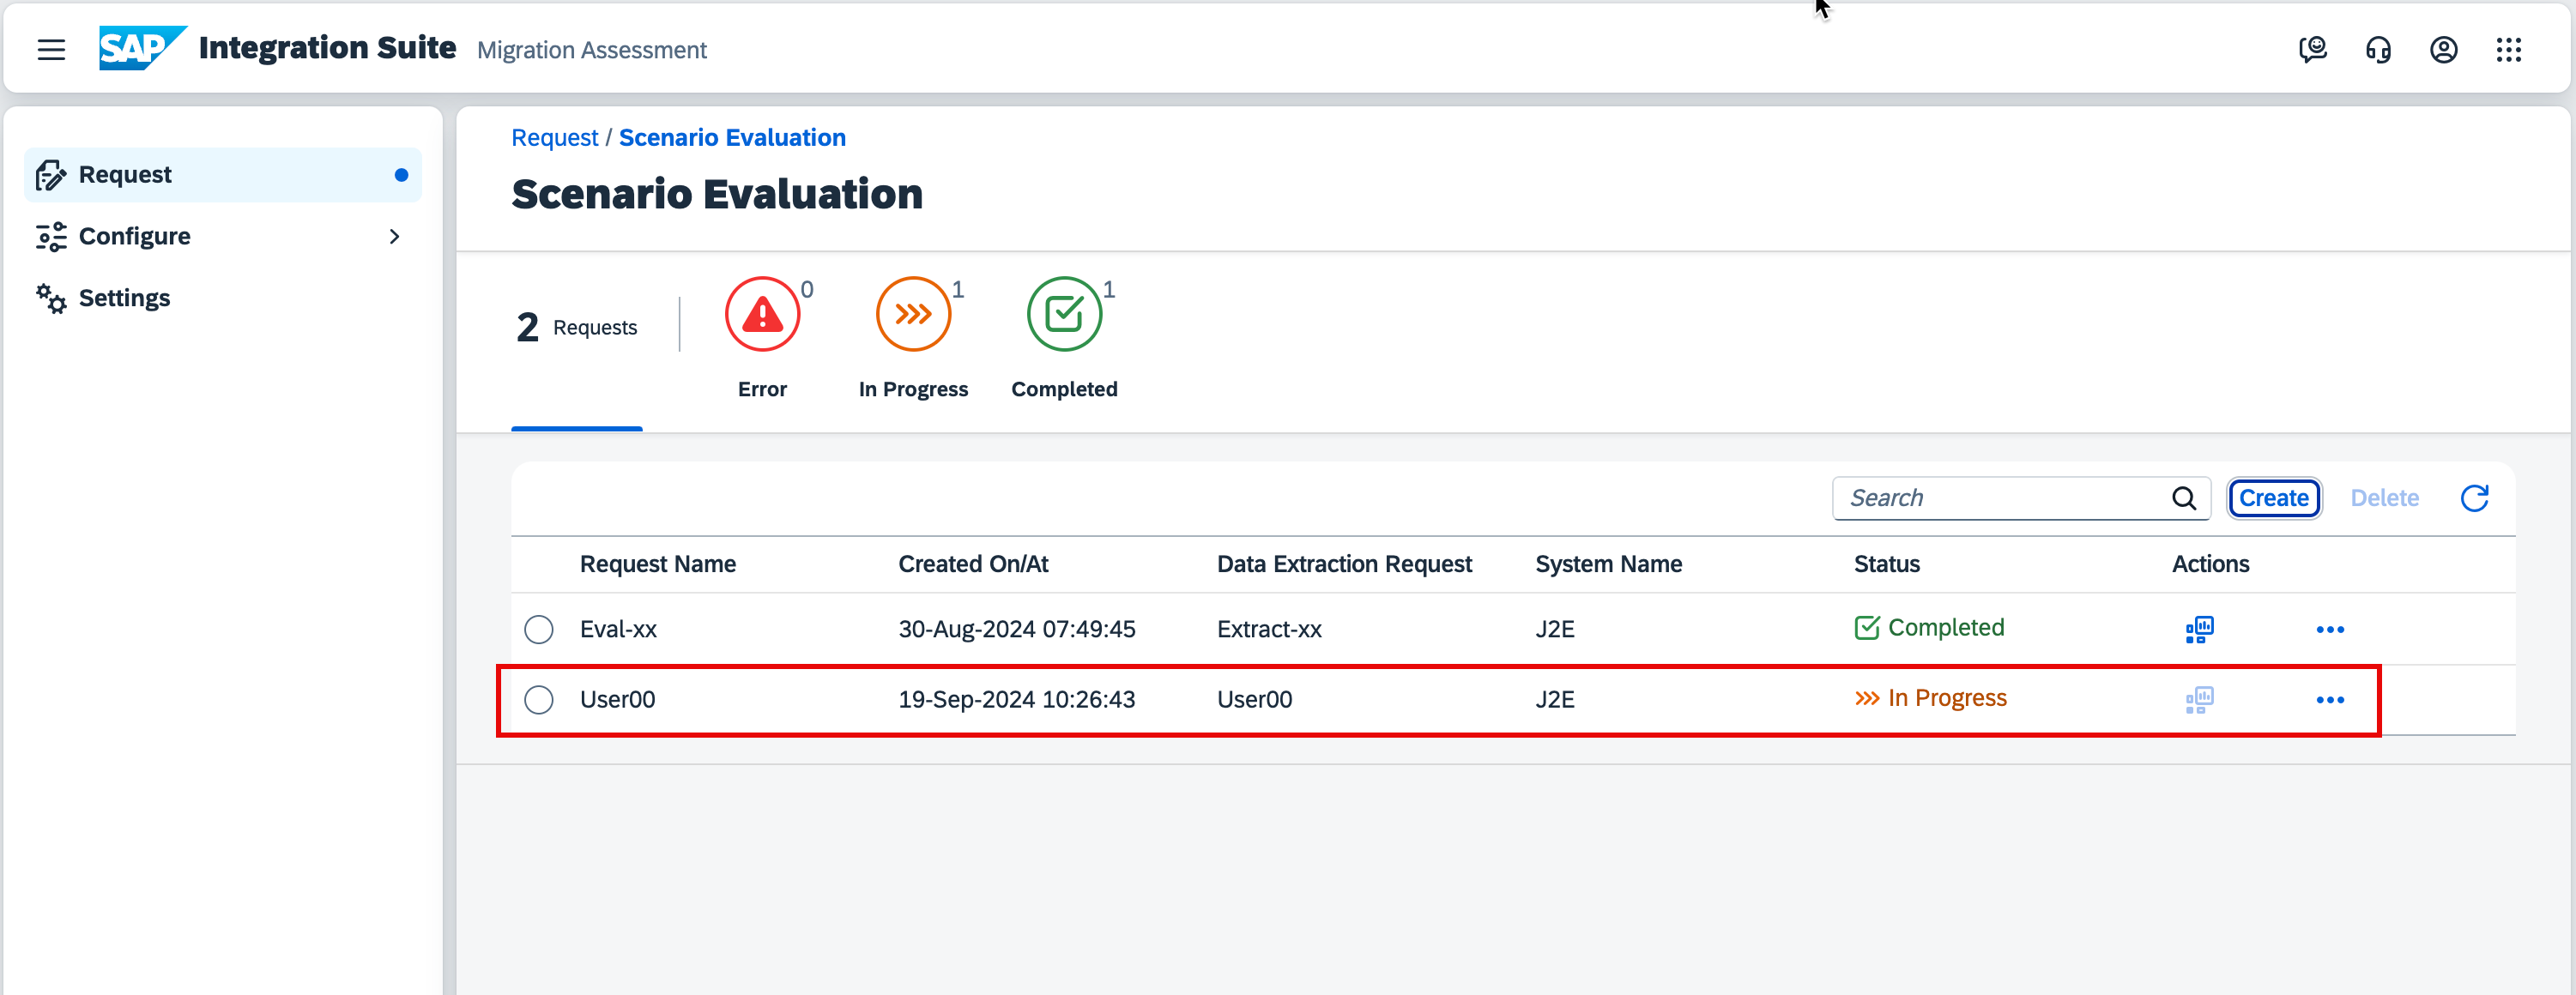 SAP Integration Suite Migration Assessment
Request
Configure
Settings
Request / Scenario Evaluation
Scenario Evaluation
2 Requests
0
Error
1
In Progress
1
Completed
Search
Create
Delete
Request Name Created On/At Data Extraction Request System Name Status Actions
Eval-xx 30-Aug-2024 07:49:45 Extract-xx J2E Completed
User00 19-Sep-2024 10:26:43 User00 J2E In Progress